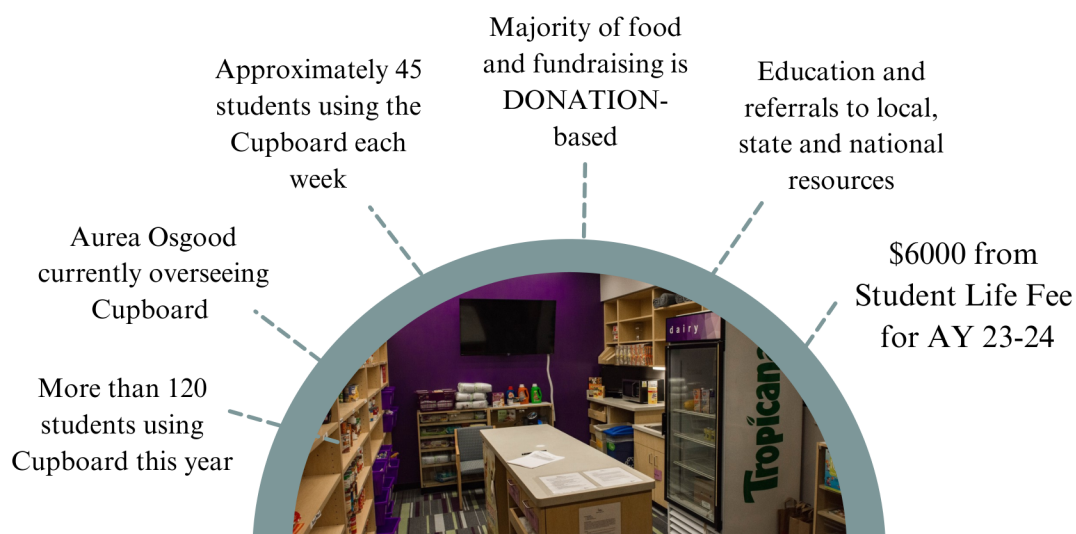 More than 120
students using
Cupboard this year
Aurea Osgood
currently overseeing
Cupboard
Approximately 45
students using the
Cupboard each
week
Majority of food
and fundraising is
DONATION-
based
Education and
referrals to local,
state and national
resources
$6000 from
Student Life Fee
for AY 23-24
dairy
Tropicana